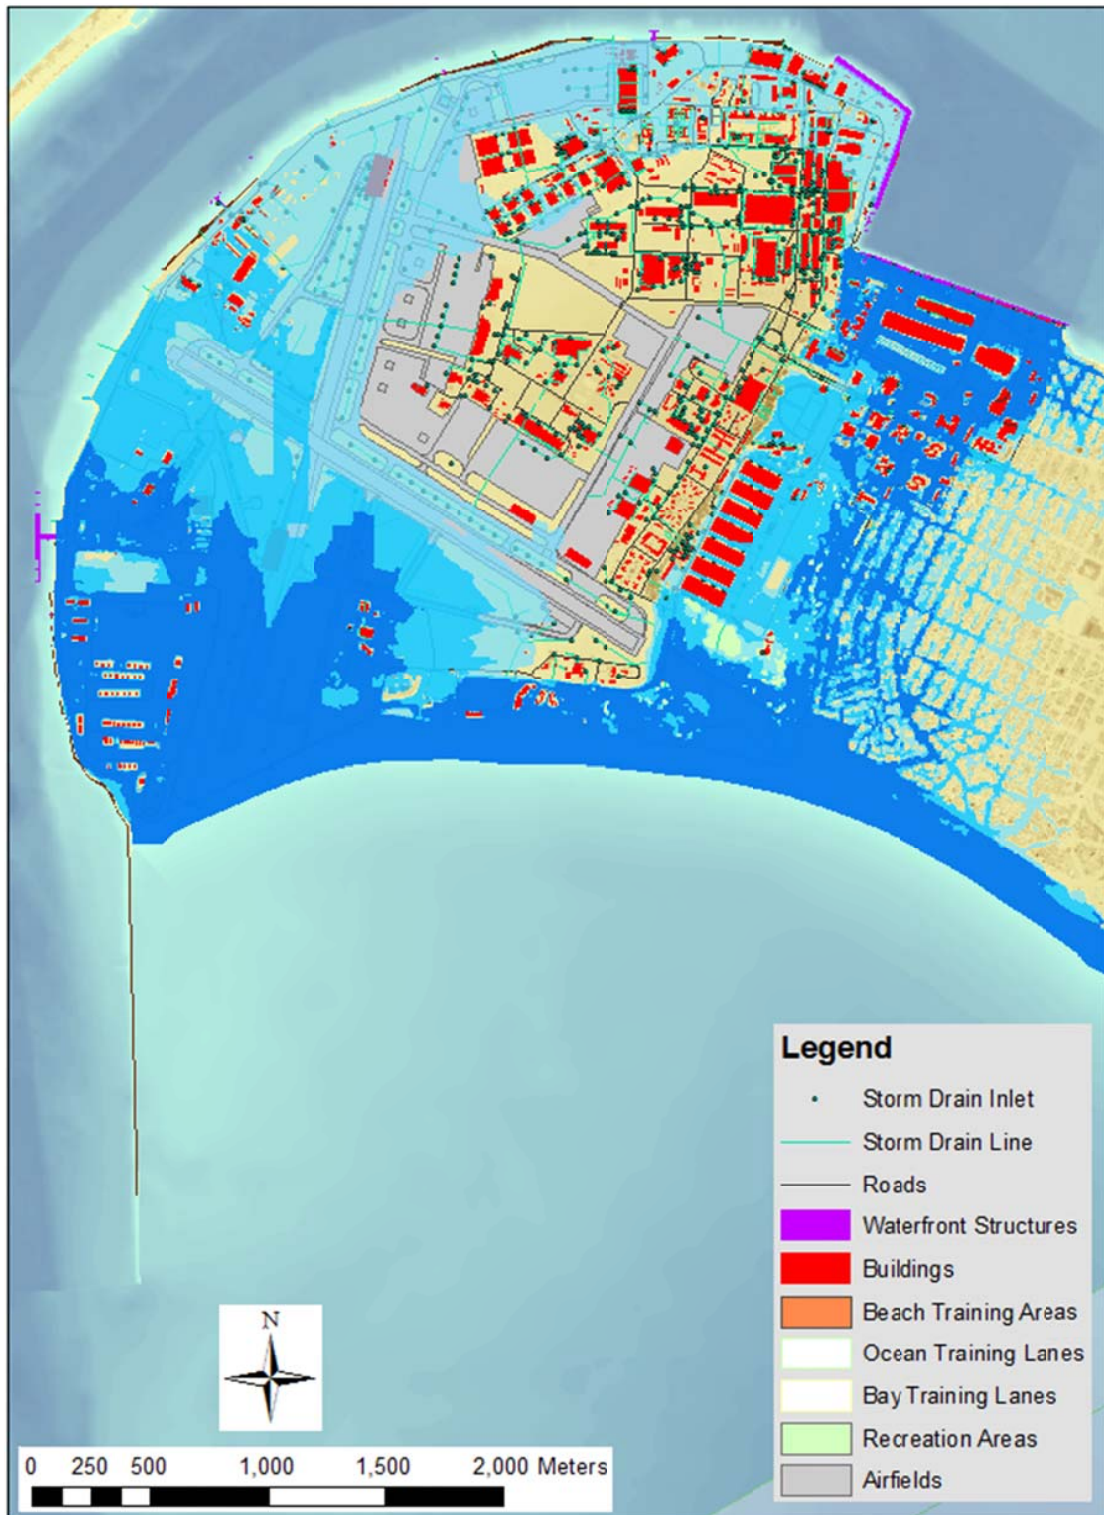 Legend
Storm Drain Inlet
Storm Drain Line
Roads
Waterfront Structures
Buildings
Beach Training Areas
Ocean Training Lanes
Bay Training Lanes
Recreation Areas
Airfields
N
0 250 500 1,000 1,500 2,000 Meters